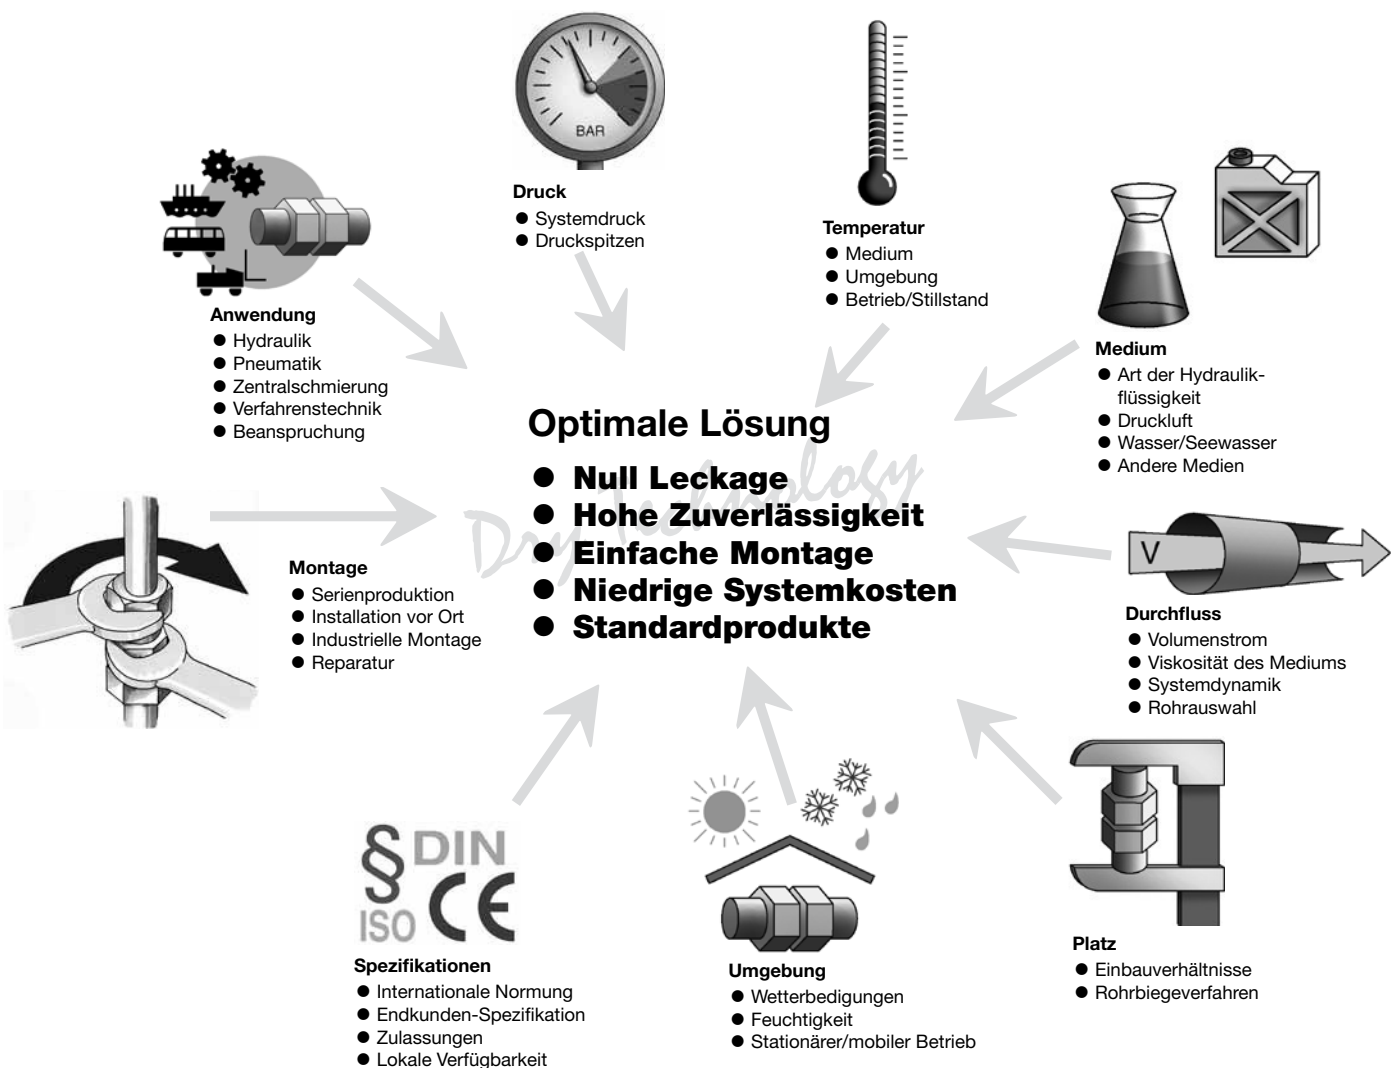 BAR
Druck
● Systemdruck
● Druckspitzen
Temperatur
● Medium
● Umgebung
● Betrieb/Stillstand
Anwendung
● Hydraulik
● Pneumatik
● Zentralschmierung
● Verfahrenstechnik
● Beanspruchung
Medium
● Art der Hydraulik-
flüssigkeit
● Druckluft
● Wasser/Seewasser
● Andere Medien
Optimale Lösung
● Null Leckage
● Hohe Zuverlässigkeit
● Einfache Montage
● Niedrige Systemkosten
● Standardprodukte
Dry Technology
Montage
● Serienproduktion
● Installation vor Ort
● Industrielle Montage
● Reparatur
V
Durchfluss
● Volumenstrom
● Viskosität des Mediums
● Systemdynamik
● Rohrauswahl
§ DIN
ISO CE
Spezifikationen
● Internationale Normung
● Endkunden-Spezifikation
● Zulassungen
● Lokale Verfügbarkeit
Umgebung
● Wetterbedigungen
● Feuchtigkeit
● Stationärer/mobiler Betrieb
Platz
● Einbauverhältnisse
● Rohrbiegeverfahren